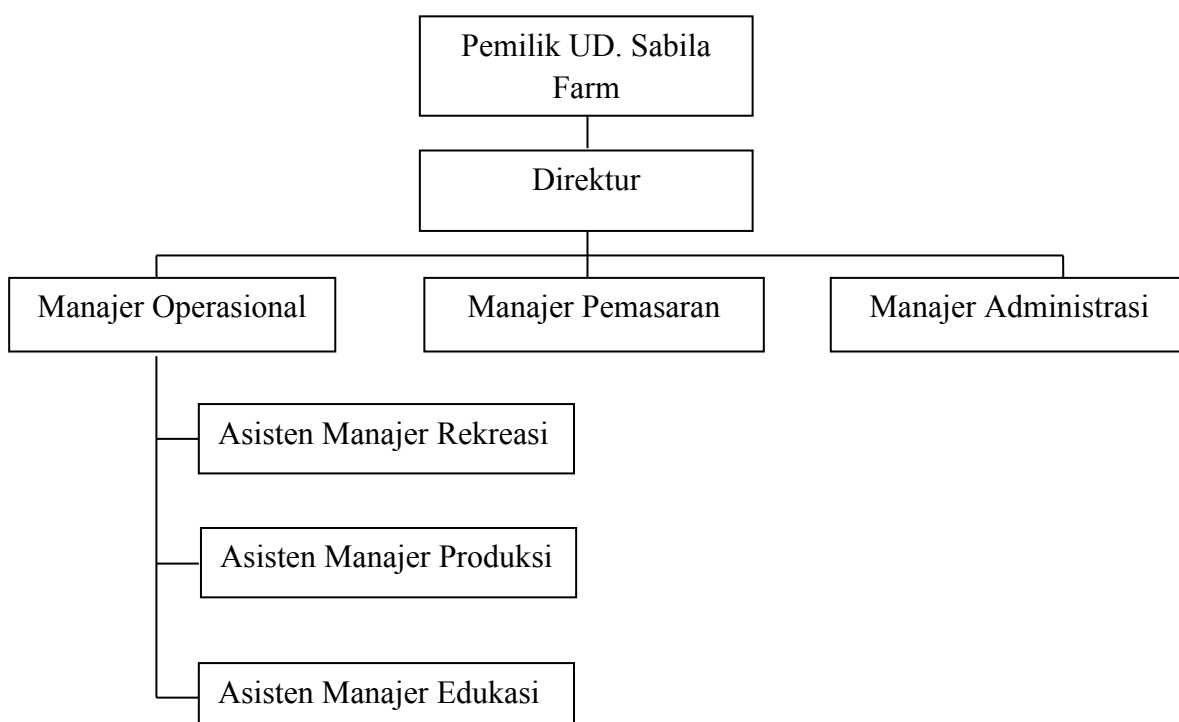 Pemilik UD. Sabila
Farm
Direktur
Manajer Operasional
Manajer Pemasaran
Manajer Administrasi
Asisten Manajer Rekreasi
Asisten Manajer Produksi
Asisten Manajer Edukasi